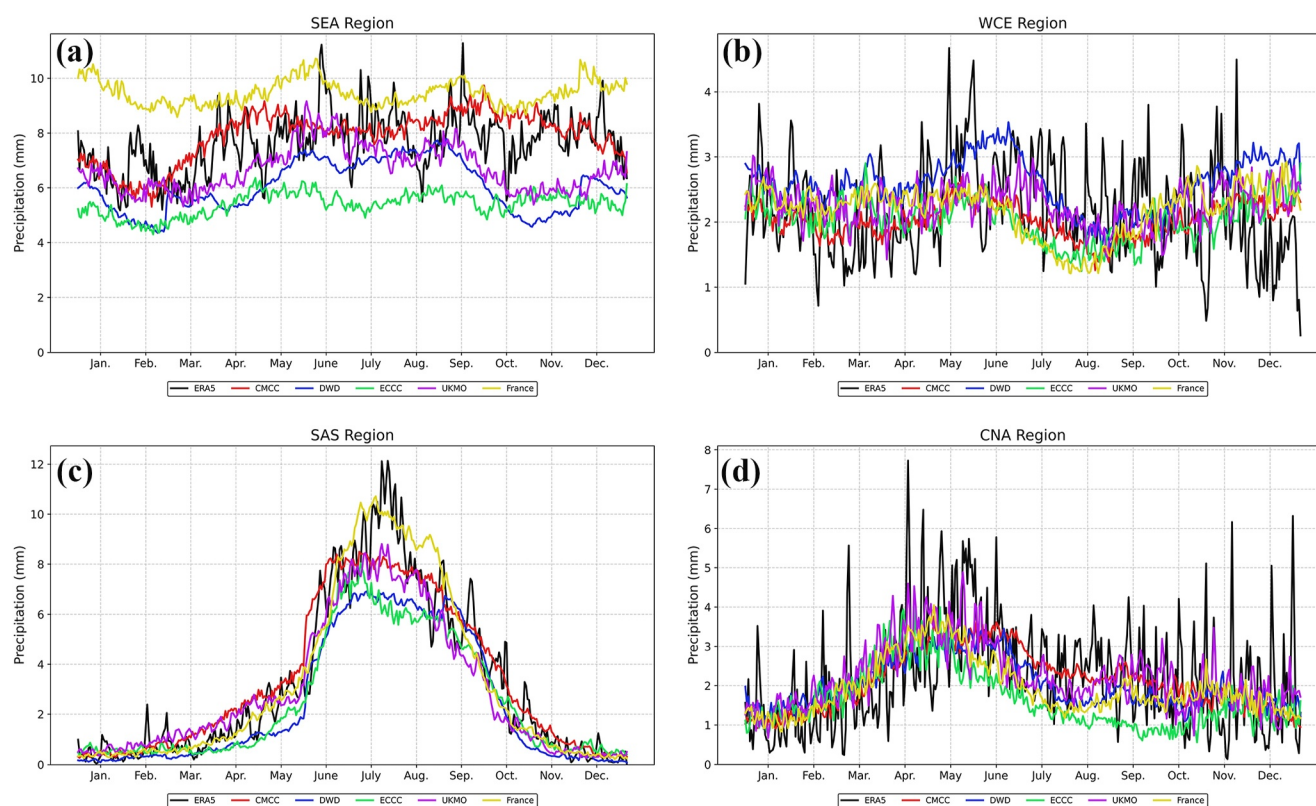 SEA Region
(a)
Precipitation (mm)
10
8
6
4
2
0
Jan. Feb. Mar. Apr. May June July Aug. Sep. Oct. Nov. Dec.
ERA5 CMCC DWD ECCC UKMO France
WCE Region
(b)
Precipitation (mm)
4
3
2
1
0
Jan. Feb. Mar. Apr. May June July Aug. Sep. Oct. Nov. Dec.
ERA5 CMCC DWD ECCC UKMO France
SAS Region
(c)
Precipitation (mm)
12
10
8
6
4
2
0
Jan. Feb. Mar. Apr. May June July Aug. Sep. Oct. Nov. Dec.
ERA5 CMCC DWD ECCC UKMO France
CNA Region
(d)
Precipitation (mm)
8
7
6
5
4
3
2
1
0
Jan. Feb. Mar. Apr. May June July Aug. Sep. Oct. Nov. Dec.
ERA5 CMCC DWD ECCC UKMO France